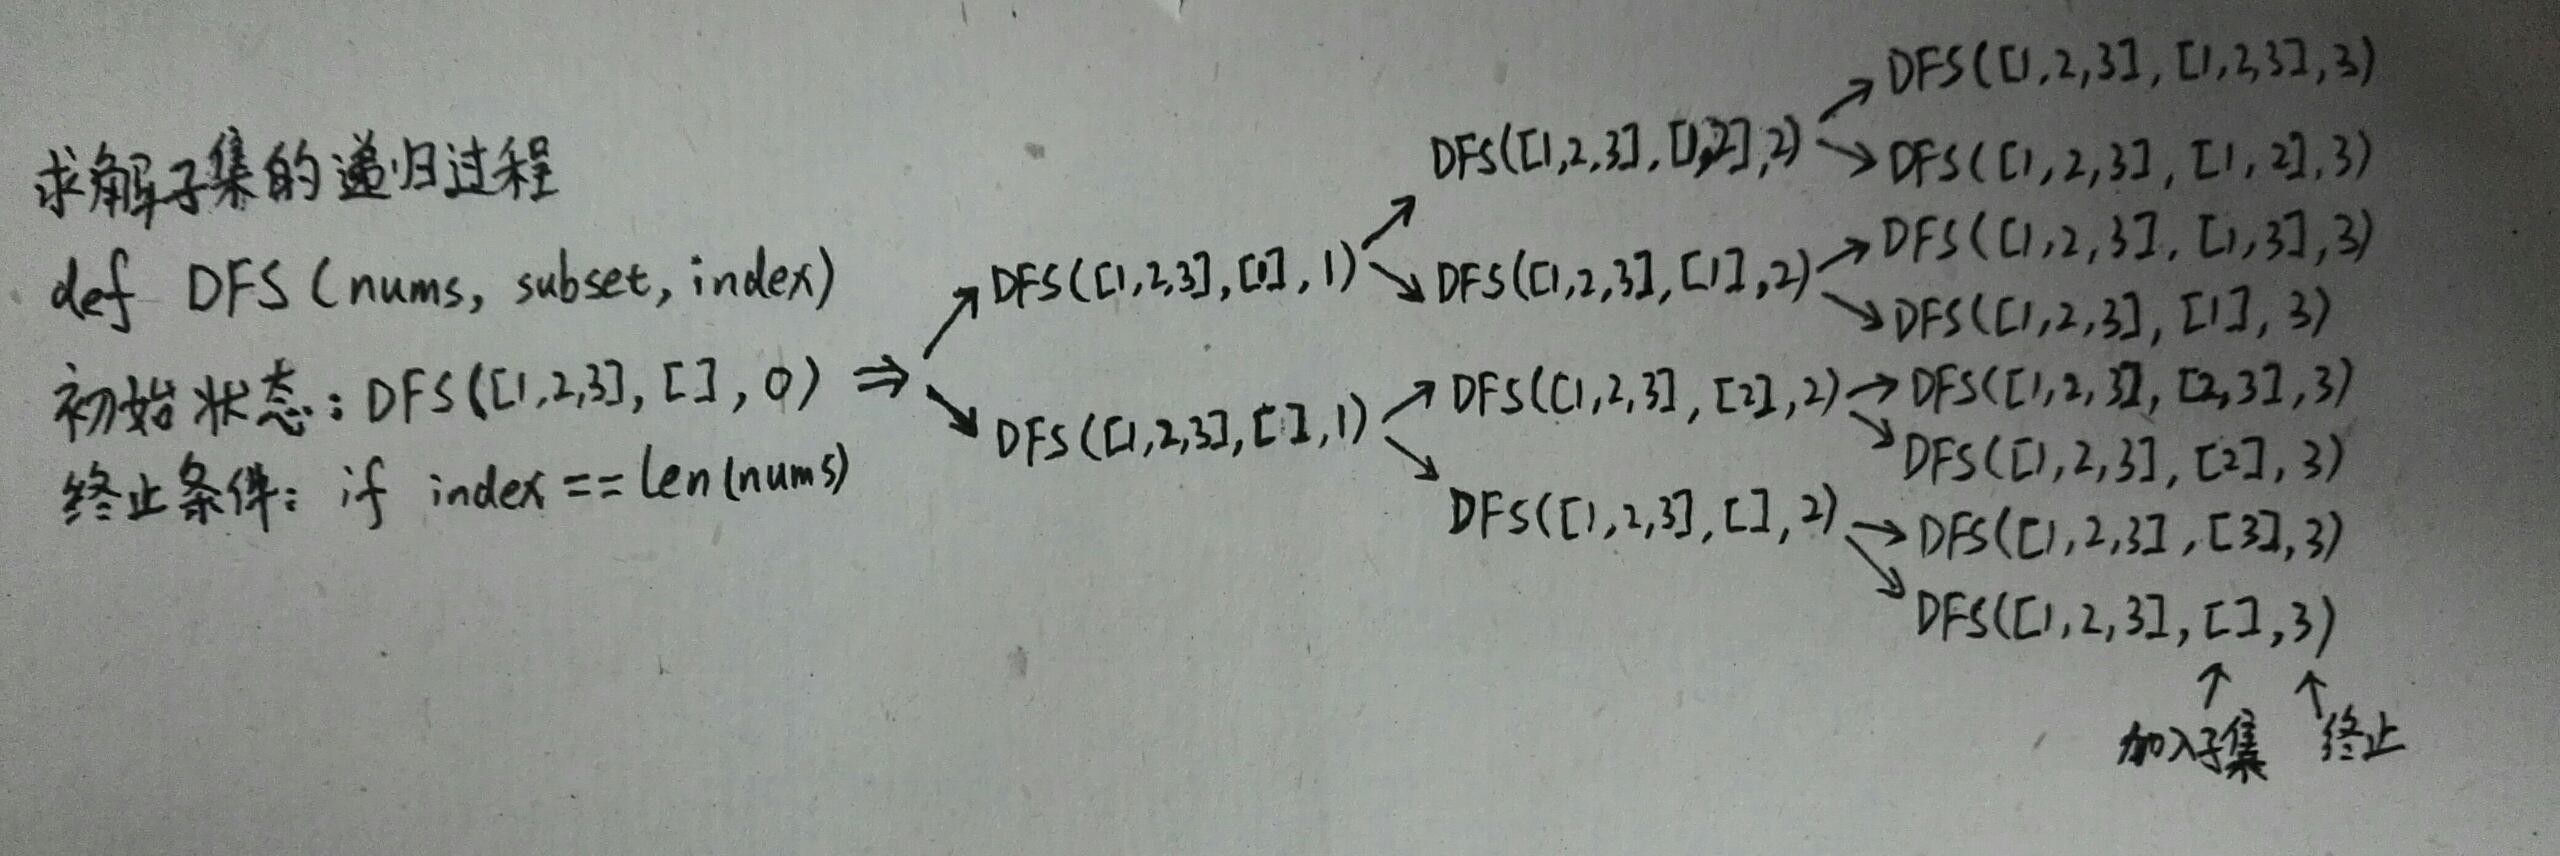 求解子集的递归过程
def DFS(nums, subset, index)
初始状态：DFS([1,2,3], [], 0) ⇒
终止条件：if index == len(nums)
DFS([1,2,3],[1],1)
DFS([1,2,3],[],1)
DFS([1,2,3],[1,2],2)
DFS([1,2,3],[1],2)
DFS([1,2,3],[2],2)
DFS([1,2,3],[],2)
DFS([1,2,3],[1,2,3],3)
DFS([1,2,3],[1,2],3)
DFS([1,2,3],[1,3],3)
DFS([1,2,3],[1],3)
DFS([1,2,3],[2,3],3)
DFS([1,2,3],[2],3)
DFS([1,2,3],[3],3)
DFS([1,2,3],[],3)
加入子集 终止